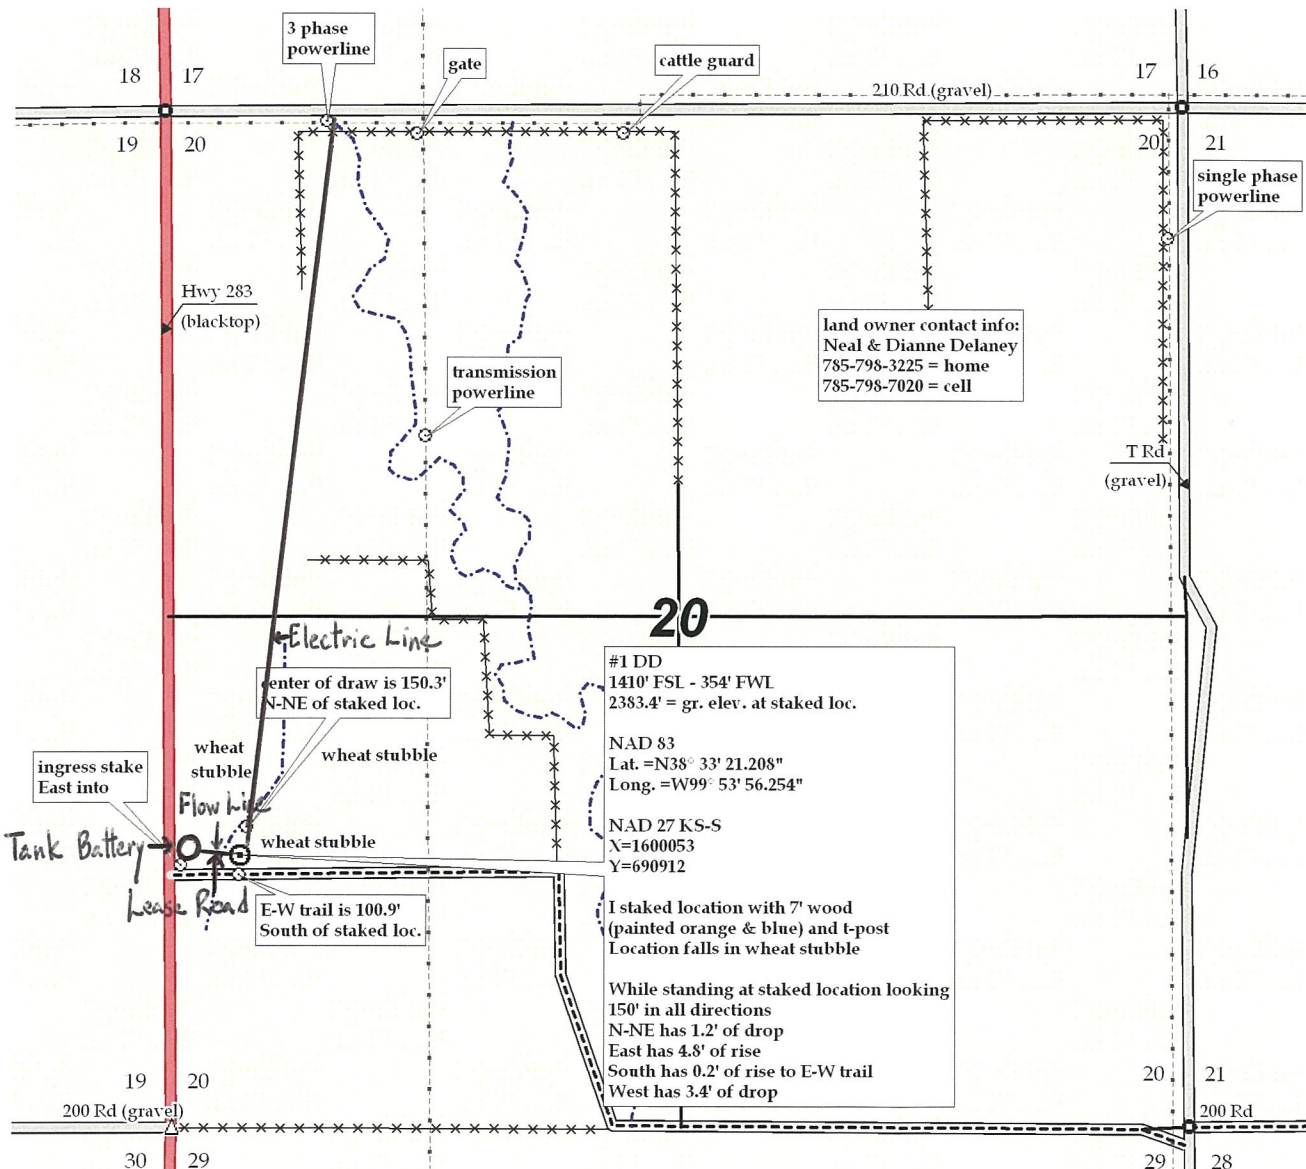 3 phase
powerline
gate
cattle guard
18 17
17 16
210 Rd (gravel)
19 20
20 21
single phase
powerline
Hwy 283
(blacktop)
land owner contact info:
Neal & Dianne Delaney
785-798-3225 = home
785-798-7020 = cell
transmission
powerline
T Rd
(gravel)
20
Electric Line
#1 DD
1410' FSL - 354' FWL
2383.4' = gr. elev. at staked loc.
NAD 83
Lat. =N38° 33' 21.208"
Long. =W99° 53' 56.254"
NAD 27 KS-S
X=1600053
Y=690912
I staked location with 7' wood
(painted orange & blue) and t-post
Location falls in wheat stubble
While standing at staked location looking
150' in all directions
N-NE has 1.2' of drop
East has 4.8' of rise
South has 0.2' of rise to E-W trail
West has 3.4' of drop
center of draw is 150.3'
N-NE of staked loc.
wheat
stubble
wheat stubble
ingress stake
East into
Flow Line
Tank Battery
wheat stubble
Lease Road
E-W trail is 100.9'
South of staked loc.
19 20
20 21
200 Rd (gravel)
200 Rd
30 29
29 28